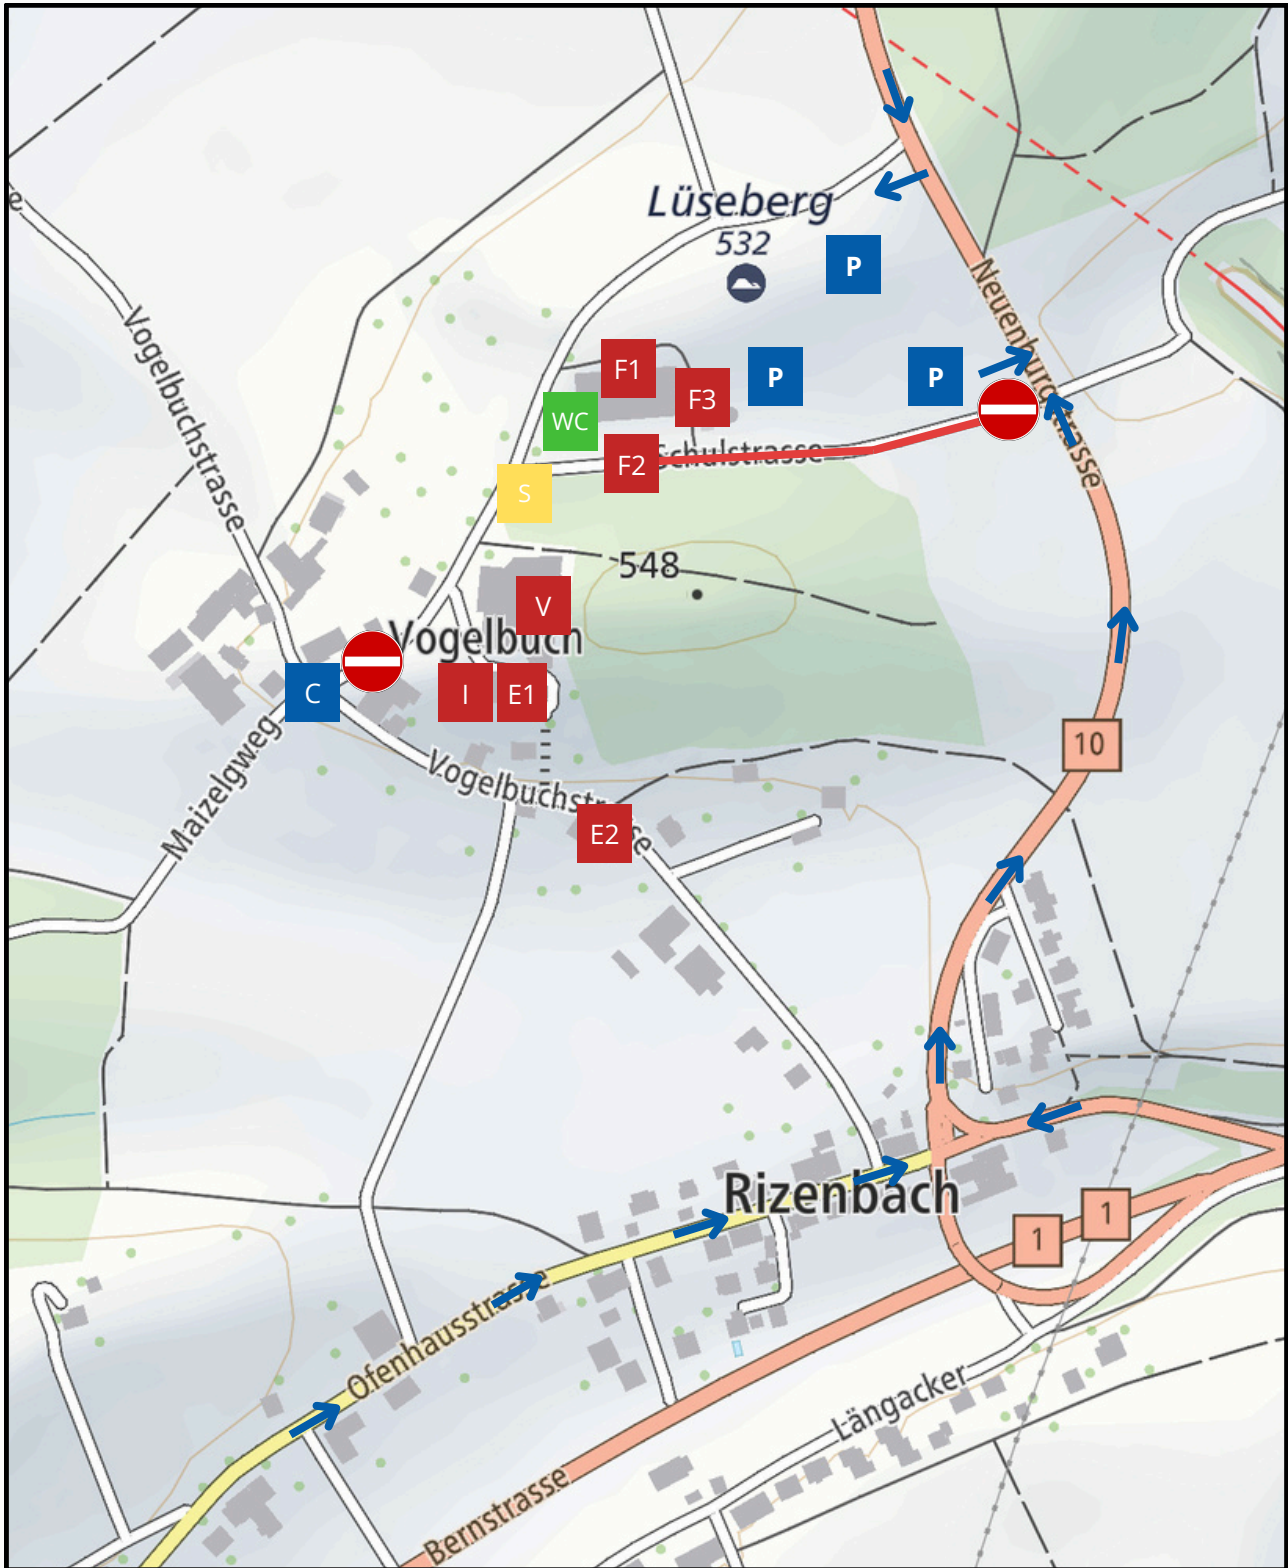 e
Lüseberg
532
P
Neuenburgstrasse
Vogelbuchstrasse
F1
P
P
F3
WC
Schulstrasse
F2
S
548
V
Vogelbuch
C
I
E1
10
Maizelgweg
Vogelbuchstrasse
E2
Rizenbach
1
1
Ofenhausstrasse
Längacker
Bernstrasse